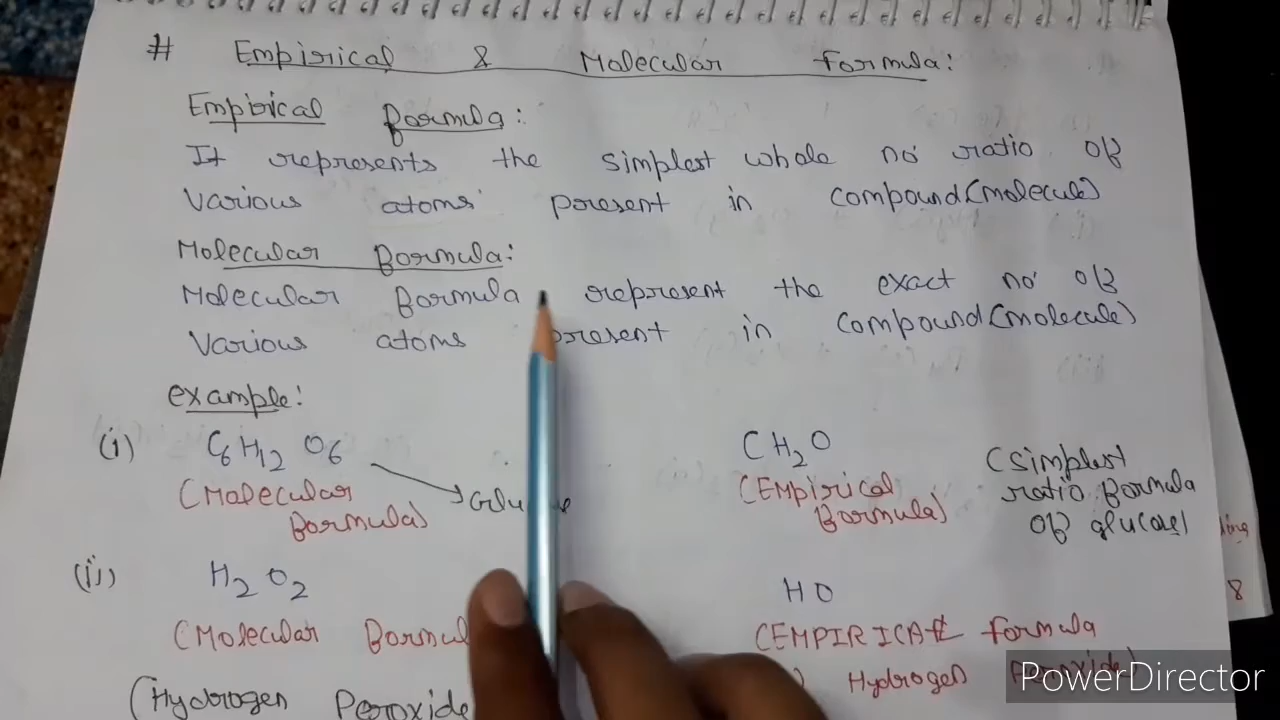 # Empirical & Molecular formula:
Empirical formula:
It represents the simplest whole no ratio of
Various atoms present in compound(molecule)
Molecular formula:
Molecular formula represent the exact no of
Various atoms present in compound(molecule)
example:
(i) C6H12O6 CH2O
(Molecular formula) (Empirical formula) (simplest ratio formula of glucose)
(ii) H2O2 HO
(Molecular (EMPIRICAL formula
(Hydrogen Peroxide Hydrogen Peroxide)
8
PowerDirector